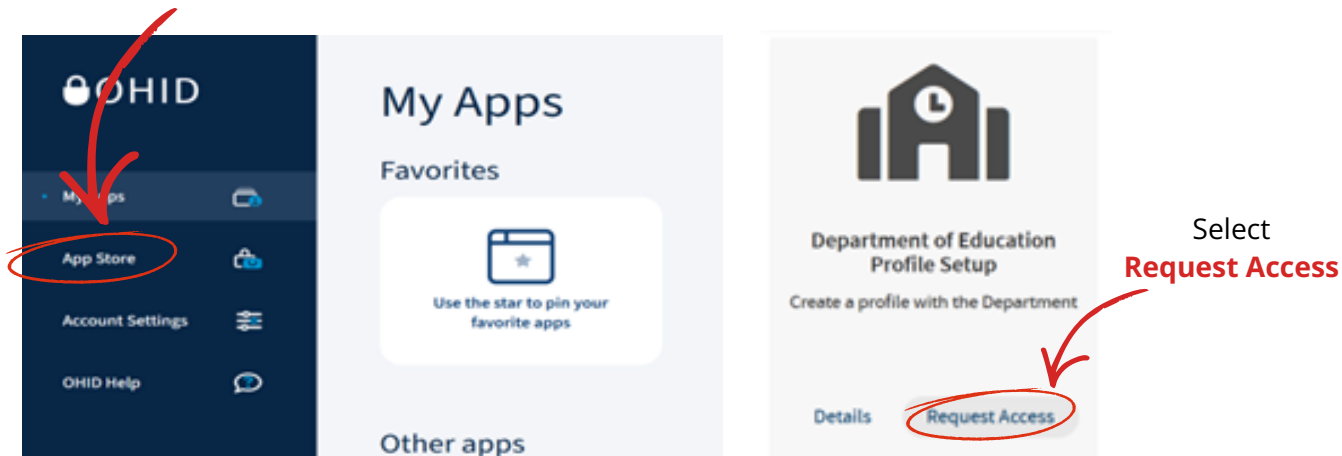 OHID
My Apps
App Store
Account Settings
OHID Help
My Apps
Favorites
Use the star to pin your
favorite apps
Other apps
Department of Education
Profile Setup
Create a profile with the Department
Details
Request Access
Select
Request Access